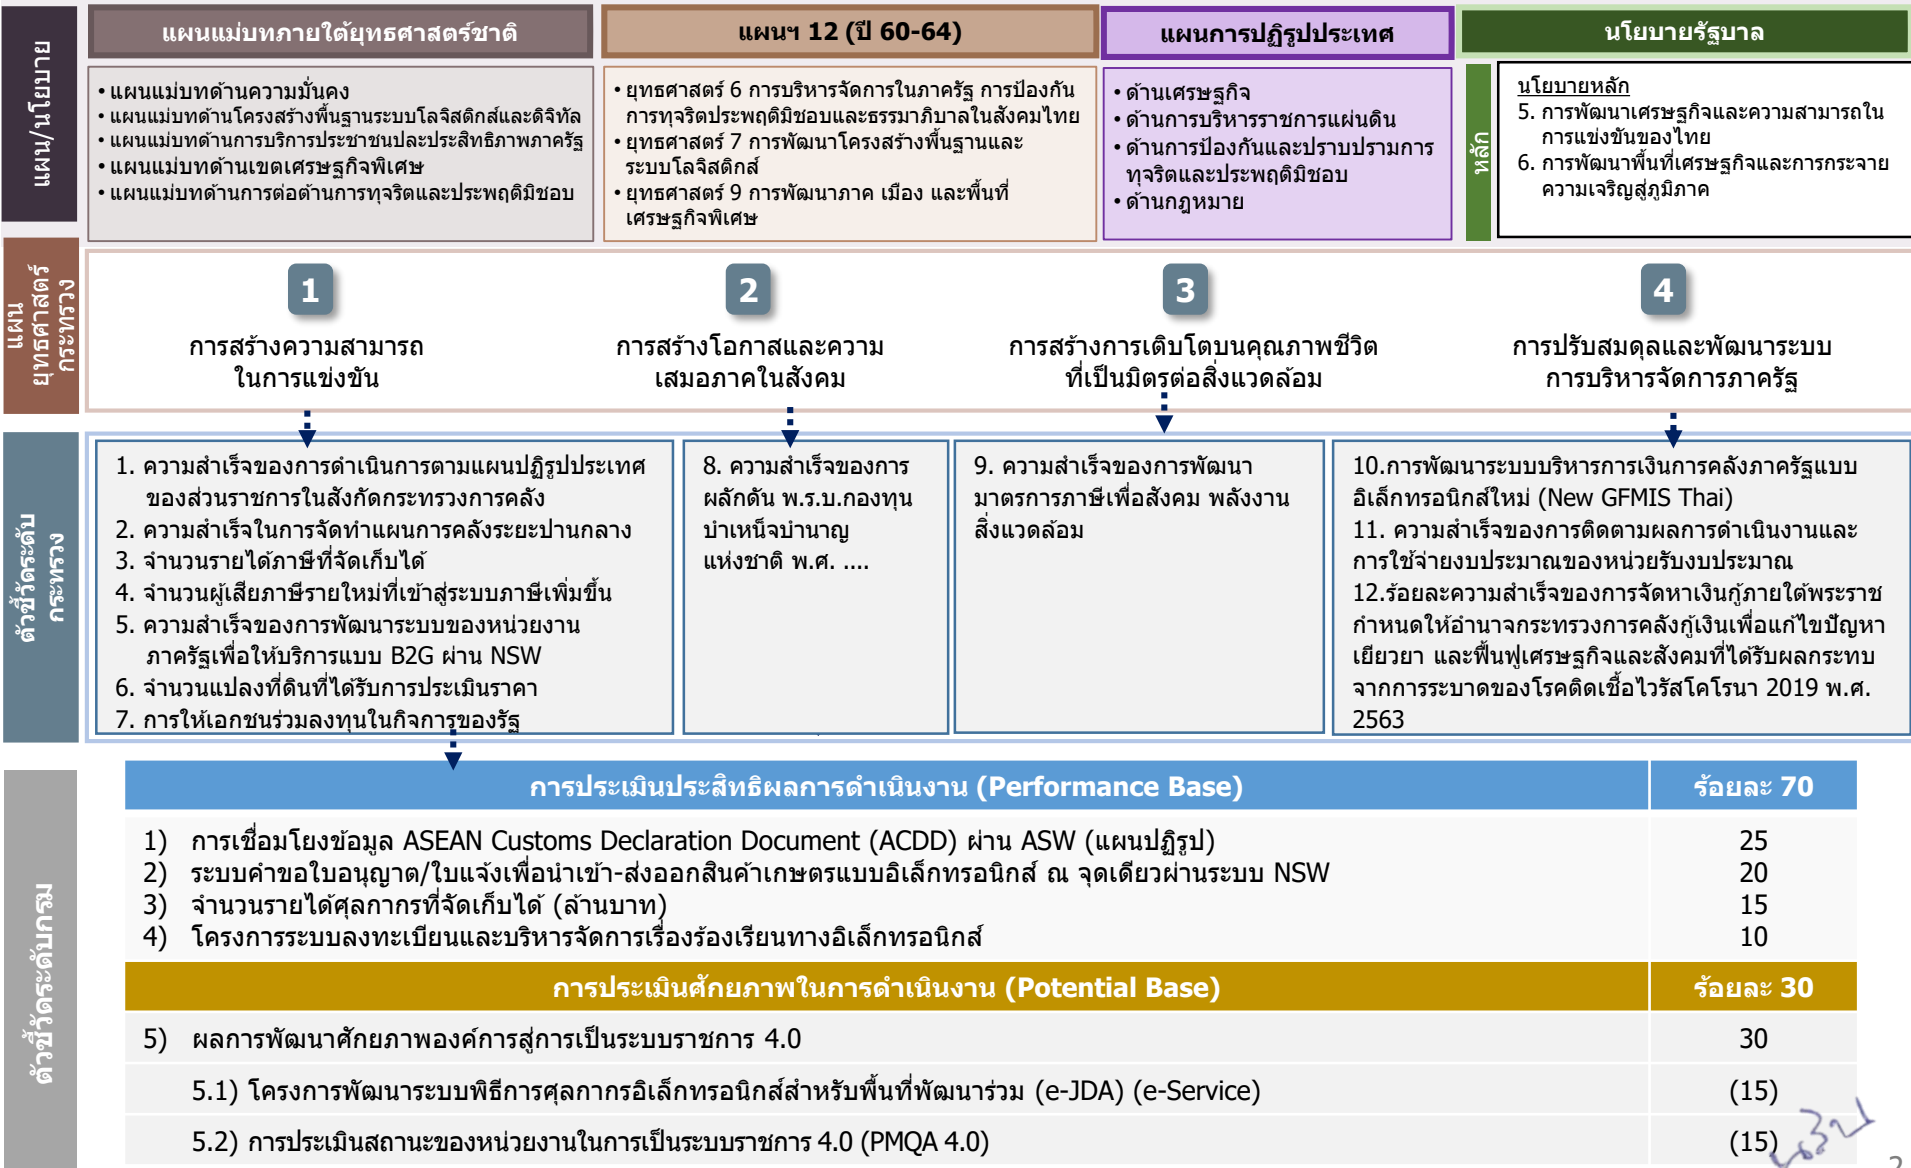 แผน/นโยบาย
แผนแม่บทภายใต้ยุทธศาสตร์ชาติ
• แผนแม่บทด้านความมั่นคง
• แผนแม่บทด้านโครงสร้างพื้นฐานระบบโลจิสติกส์และดิจิทัล
• แผนแม่บทด้านการบริการประชาชนปละประสิทธิภาพภาครัฐ
• แผนแม่บทด้านเขตเศรษฐกิจพิเศษ
• แผนแม่บทด้านการต่อต้านการทุจริตและประพฤติมิชอบ
แผนฯ 12 (ปี 60-64)
• ยุทธศาสตร์ 6 การบริหารจัดการในภาครัฐ การป้องกัน
การทุจริตประพฤติมิชอบและธรรมาภิบาลในสังคมไทย
• ยุทธศาสตร์ 7 การพัฒนาโครงสร้างพื้นฐานและ
ระบบโลจิสติกส์
• ยุทธศาสตร์ 9 การพัฒนาภาค เมือง และพื้นที่
เศรษฐกิจพิเศษ
แผนการปฏิรูปประเทศ
• ด้านเศรษฐกิจ
• ด้านการบริหารราชการแผ่นดิน
• ด้านการป้องกันและปราบปรามการ
ทุจริตและประพฤติมิชอบ
• ด้านกฎหมาย
นโยบายรัฐบาล
หลัก
นโยบายหลัก
5. การพัฒนาเศรษฐกิจและความสามารถใน
การแข่งขันของไทย
6. การพัฒนาพื้นที่เศรษฐกิจและการกระจาย
ความเจริญสู่ภูมิภาค
แผน
ยุทธศาสตร์
กระทรวง
1
การสร้างความสามารถ
ในการแข่งขัน
2
การสร้างโอกาสและความ
เสมอภาคในสังคม
3
การสร้างการเติบโตบนคุณภาพชีวิต
ที่เป็นมิตรต่อสิ่งแวดล้อม
4
การปรับสมดุลและพัฒนาระบบ
การบริหารจัดการภาครัฐ
ตัวชี้วัดระดับ
กระทรวง
1. ความสำเร็จของการดำเนินการตามแผนปฏิรูปประเทศ
ของส่วนราชการในสังกัดกระทรวงการคลัง
2. ความสำเร็จในการจัดทำแผนการคลังระยะปานกลาง
3. จำนวนรายได้ภาษีที่จัดเก็บได้
4. จำนวนผู้เสียภาษีรายใหม่ที่เข้าสู่ระบบภาษีเพิ่มขึ้น
5. ความสำเร็จของการพัฒนาระบบของหน่วยงาน
ภาครัฐเพื่อให้บริการแบบ B2G ผ่าน NSW
6. จำนวนแปลงที่ดินที่ได้รับการประเมินราคา
7. การให้เอกชนร่วมลงทุนในกิจการของรัฐ
8. ความสำเร็จของการ
ผลักดัน พ.ร.บ.กองทุน
บำเหน็จบำนาญ
แห่งชาติ พ.ศ. ....
9. ความสำเร็จของการพัฒนา
มาตรการภาษีเพื่อสังคม พลังงาน
สิ่งแวดล้อม
10.การพัฒนาระบบบริหารการเงินการคลังภาครัฐแบบ
อิเล็กทรอนิกส์ใหม่ (New GFMIS Thai)
11. ความสำเร็จของการติดตามผลการดำเนินงานและ
การใช้จ่ายงบประมาณของหน่วยรับงบประมาณ
12.ร้อยละความสำเร็จของการจัดหาเงินกู้ภายใต้พระราช
กำหนดให้อำนาจกระทรวงการคลังกู้เงินเพื่อแก้ไขปัญหา
เยียวยา และฟื้นฟูเศรษฐกิจและสังคมที่ได้รับผลกระทบ
จากการระบาดของโรคติดเชื้อไวรัสโคโรนา 2019 พ.ศ.
2563
ตัวชี้วัดระดับกรม
การประเมินประสิทธิผลการดำเนินงาน (Performance Base) ร้อยละ 70
1) การเชื่อมโยงข้อมูล ASEAN Customs Declaration Document (ACDD) ผ่าน ASW (แผนปฏิรูป) 25
2) ระบบคำขอใบอนุญาต/ใบแจ้งเพื่อนำเข้า-ส่งออกสินค้าเกษตรแบบอิเล็กทรอนิกส์ ณ จุดเดียวผ่านระบบ NSW 20
3) จำนวนรายได้ศุลกากรที่จัดเก็บได้ (ล้านบาท) 15
4) โครงการระบบลงทะเบียนและบริหารจัดการเรื่องร้องเรียนทางอิเล็กทรอนิกส์ 10
การประเมินศักยภาพในการดำเนินงาน (Potential Base) ร้อยละ 30
5) ผลการพัฒนาศักยภาพองค์การสู่การเป็นระบบราชการ 4.0 30
5.1) โครงการพัฒนาระบบพิธีการศุลกากรอิเล็กทรอนิกส์สำหรับพื้นที่พัฒนาร่วม (e-JDA) (e-Service) (15)
5.2) การประเมินสถานะของหน่วยงานในการเป็นระบบราชการ 4.0 (PMQA 4.0) (15)
2